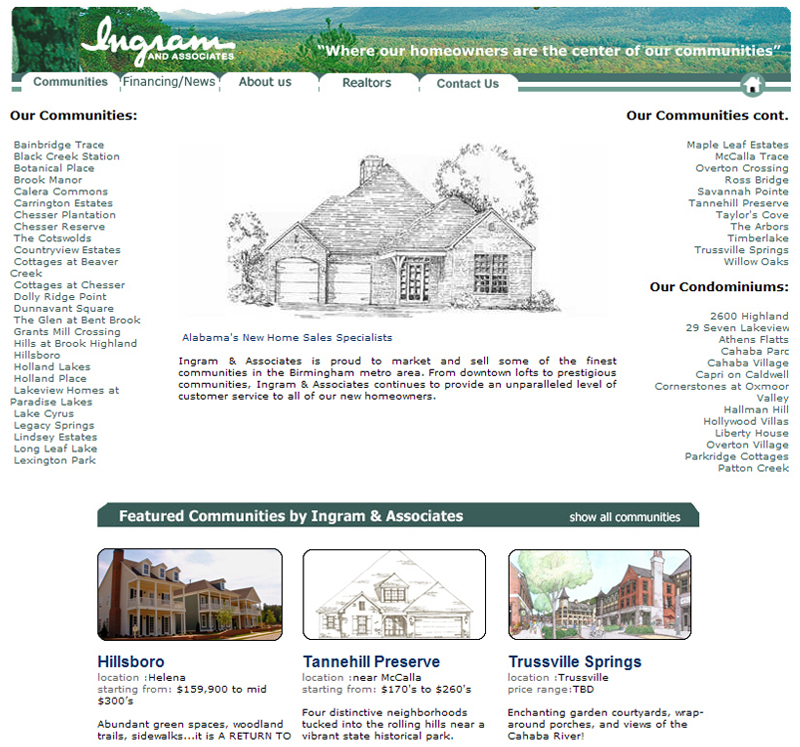 Ingram
AND ASSOCIATES
“Where our homeowners are the center of our communities”
Communities
Financing/News
About us
Realtors
Contact Us
Our Communities:
Bainbridge Trace
Black Creek Station
Botanical Place
Brook Manor
Calera Commons
Carrington Estates
Chesser Plantation
Chesser Reserve
The Cotswolds
Countryview Estates
Cottages at Beaver
Creek
Cottages at Chesser
Dolly Ridge Point
Dunnavant Square
The Glen at Bent Brook
Grants Mill Crossing
Hills at Brook Highland
Hillsboro
Holland Lakes
Holland Place
Lakeview Homes at
Paradise Lakes
Lake Cyrus
Legacy Springs
Lindsey Estates
Long Leaf Lake
Lexington Park
Alabama's New Home Sales Specialists
Ingram & Associates is proud to market and sell some of the finest
communities in the Birmingham metro area. From downtown lofts to prestigious
communities, Ingram & Associates continues to provide an unparalleled level of
customer service to all of our new homeowners.
Our Communities cont.
Maple Leaf Estates
McCalla Trace
Overton Crossing
Ross Bridge
Savannah Pointe
Tannehill Preserve
Taylor's Cove
The Arbors
Timberlake
Trussville Springs
Willow Oaks
Our Condominiums:
2600 Highland
29 Seven Lakeview
Athens Flatts
Cahaba Parc
Cahaba Village
Capri on Caldwell
Cornerstones at Oxmoor
Valley
Hallman Hill
Hollywood Villas
Liberty House
Overton Village
Parkridge Cottages
Patton Creek
Featured Communities by Ingram & Associates
show all communities
Hillsboro
location :Helena
starting from: $159,900 to mid
$300's
Abundant green spaces, woodland
trails, sidewalks...it is A RETURN TO
Tannehill Preserve
location :near McCalla
starting from: $170's to $260's
Four distinctive neighborhoods
tucked into the rolling hills near a
vibrant state historical park.
Trussville Springs
location :Trussville
price range:TBD
Enchanting garden courtyards, wrap-
around porches, and views of the
Cahaba River!